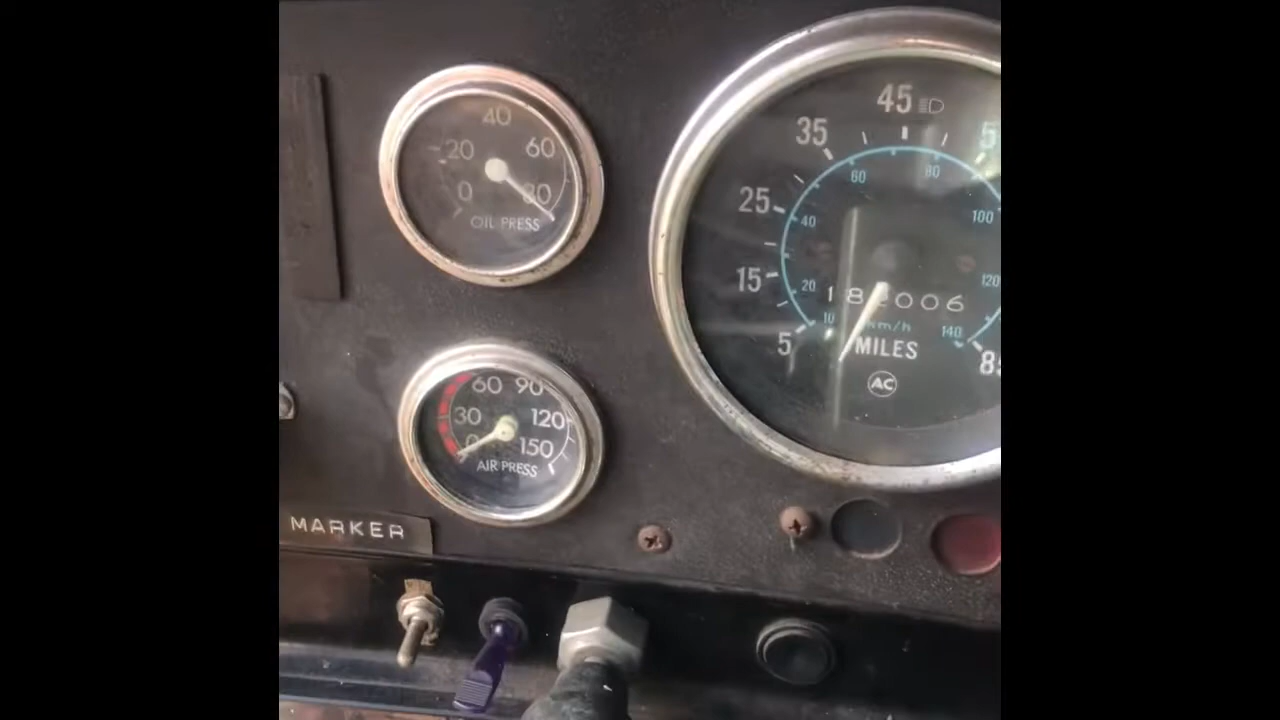 40
20 60
0 80
OIL PRESS
60 90
30 120
0 150
AIR PRESS
45
35
25
15
5
60 80
40 100
20 120
10 km/h 140
MILES
AC
MARKER